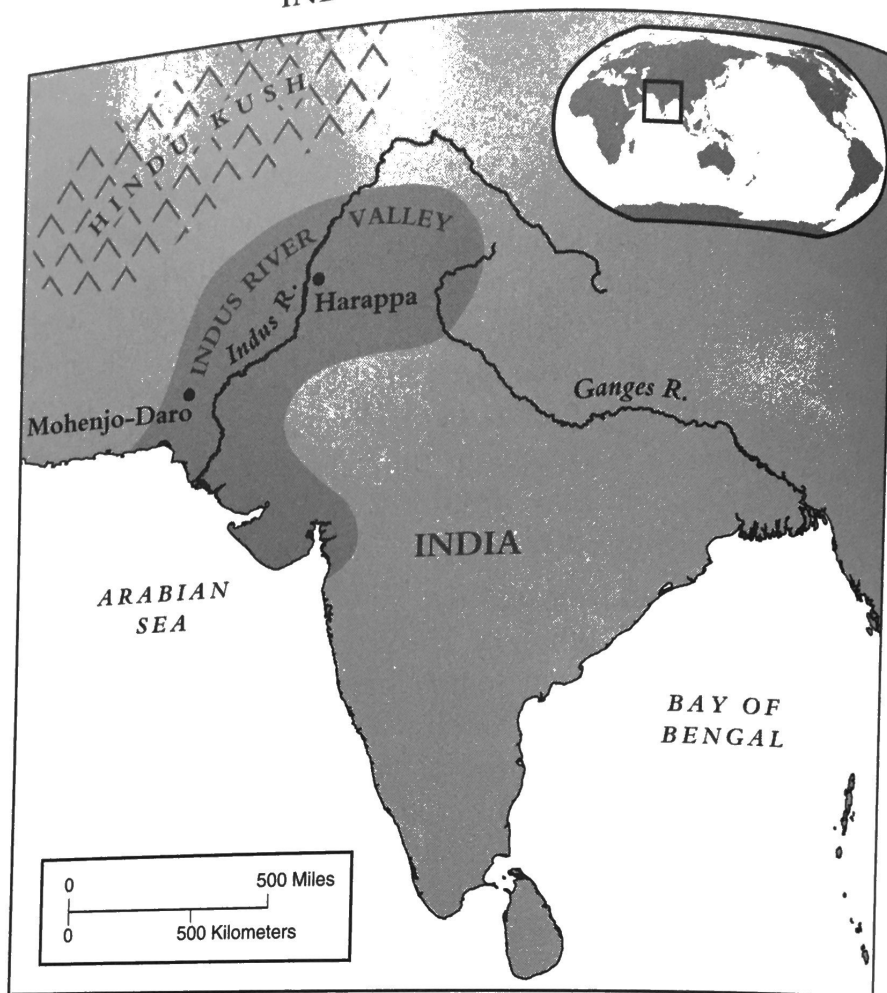 HINDU KUSH
INDUS RIVER VALLEY
Indus R.
Harappa
Mohenjo-Daro
Ganges R.
INDIA
ARABIAN
SEA
BAY OF
BENGAL
0 500 Miles
0 500 Kilometers